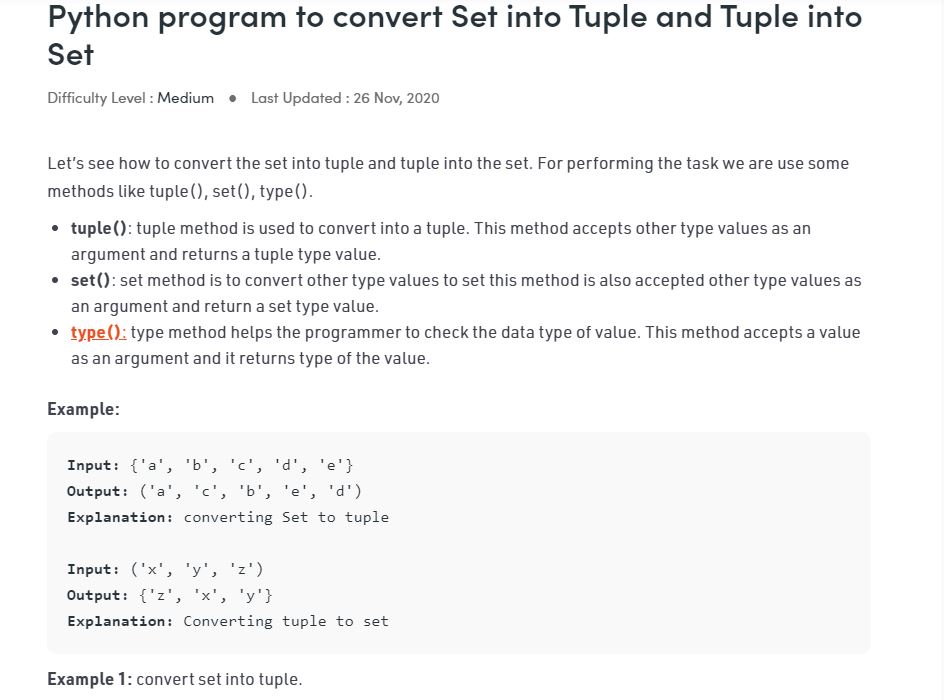 Python program to convert Set into Tuple and Tuple into
Set
Difficulty Level : Medium ● Last Updated : 26 Nov, 2020
Let's see how to convert the set into tuple and tuple into the set. For performing the task we are use some
methods like tuple(), set(), type().
• tuple(): tuple method is used to convert into a tuple. This method accepts other type values as an
argument and returns a tuple type value.
• set(): set method is to convert other type values to set this method is also accepted other type values as
an argument and return a set type value.
• type(): type method helps the programmer to check the data type of value. This method accepts a value
as an argument and it returns type of the value.
Example:
Input: {'a', 'b', 'c', 'd', 'e'}
Output: ('a', 'c', 'b', 'e', 'd')
Explanation: converting Set to tuple
Input: ('x', 'y', 'z')
Output: {'z', 'x', 'y'}
Explanation: Converting tuple to set
Example 1: convert set into tuple.